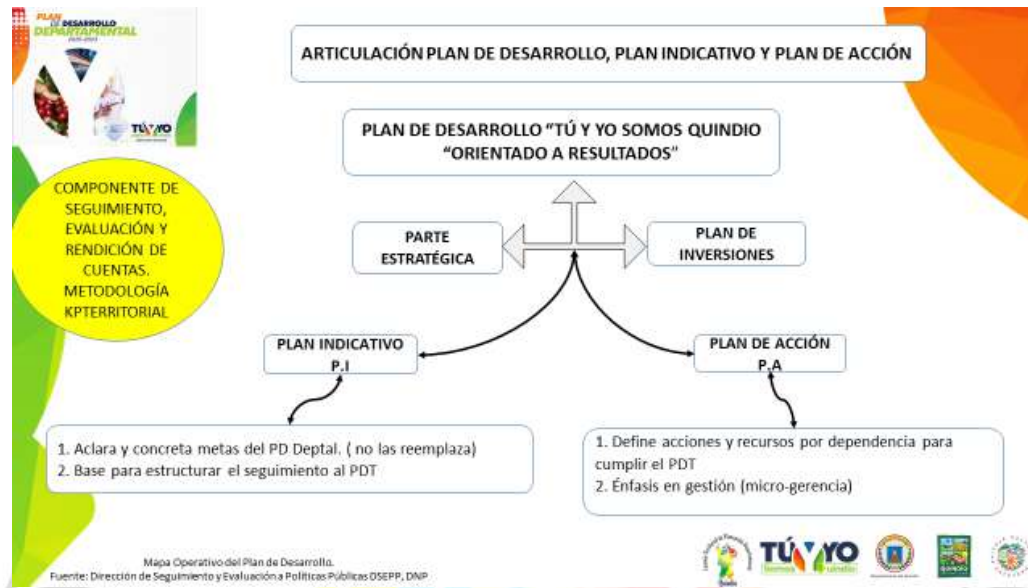 PLAN
DE DESARROLLO
DEPARTAMENTAL
TÚ Y YO
ARTICULACIÓN PLAN DE DESARROLLO, PLAN INDICATIVO Y PLAN DE ACCIÓN
PLAN DE DESARROLLO "TÚ Y YO SOMOS QUINDIO
"ORIENTADO A RESULTADOS"
COMPONENTE DE
SEGUIMIENTO,
EVALUACIÓN Y
RENDICIÓN DE
CUENTAS.
METODOLOGÍA
KPTERRITORIAL
PARTE
ESTRATÉGICA
PLAN DE
INVERSIONES
PLAN INDICATIVO
P.I
PLAN DE ACCIÓN
P.A
1. Aclara y concreta metas del PD Deptal. ( no las reemplaza)
2. Base para estructurar el seguimiento al PDT
1. Define acciones y recursos por dependencia para
cumplir el PDT
2. Énfasis en gestión (micro-gerencia)
Mapa Operativo del Plan de Desarrollo.
Fuente: Dirección de Seguimiento y Evaluación a Políticas Públicas DSEPP, DNP
TÚ Y YO